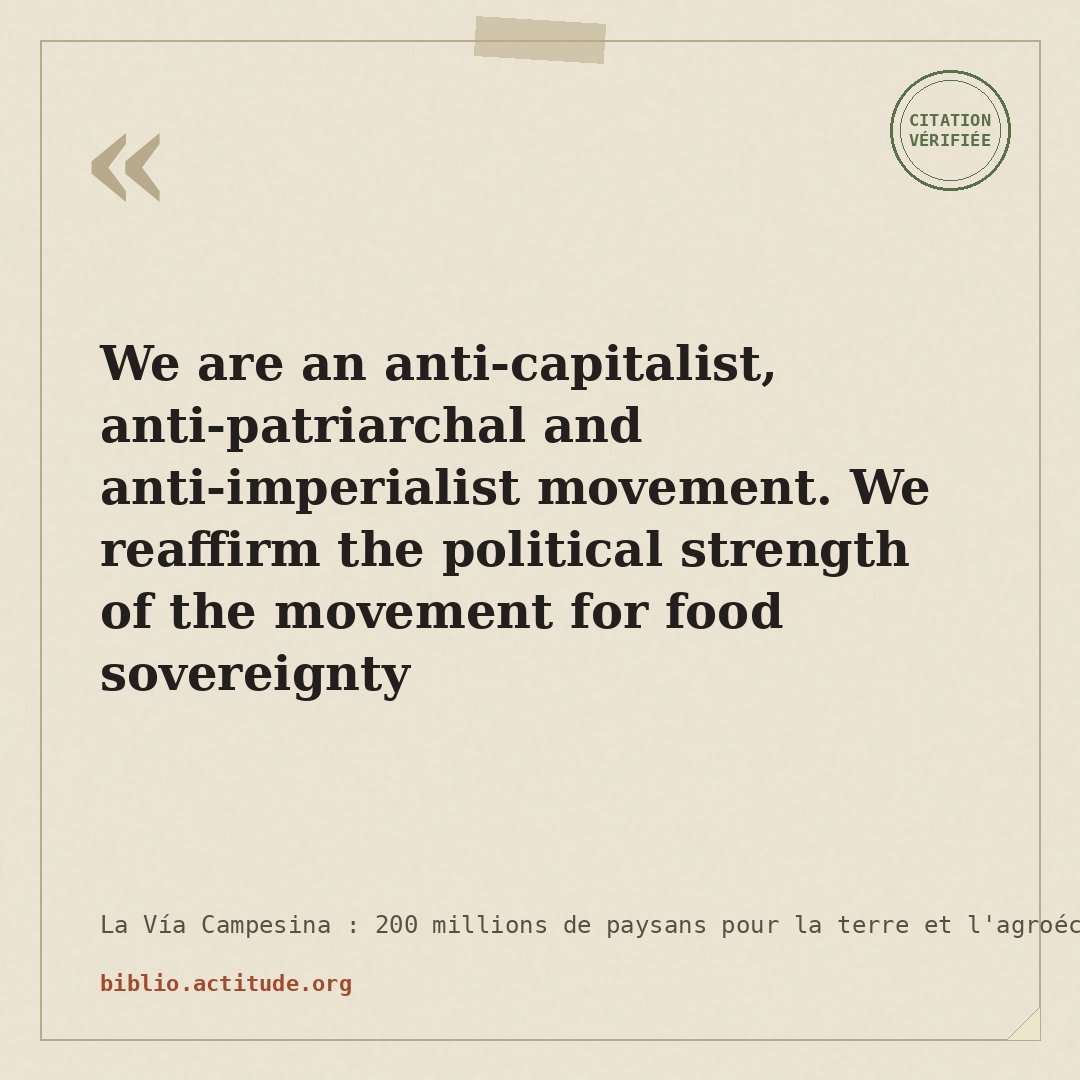 CITATION
VÉRIFIÉE
«
We are an anti-capitalist,
anti-patriarchal and
anti-imperialist movement. We
reaffirm the political strength
of the movement for food
sovereignty
La Vía Campesina : 200 millions de paysans pour la terre et l'agroéc
biblio.actitude.org